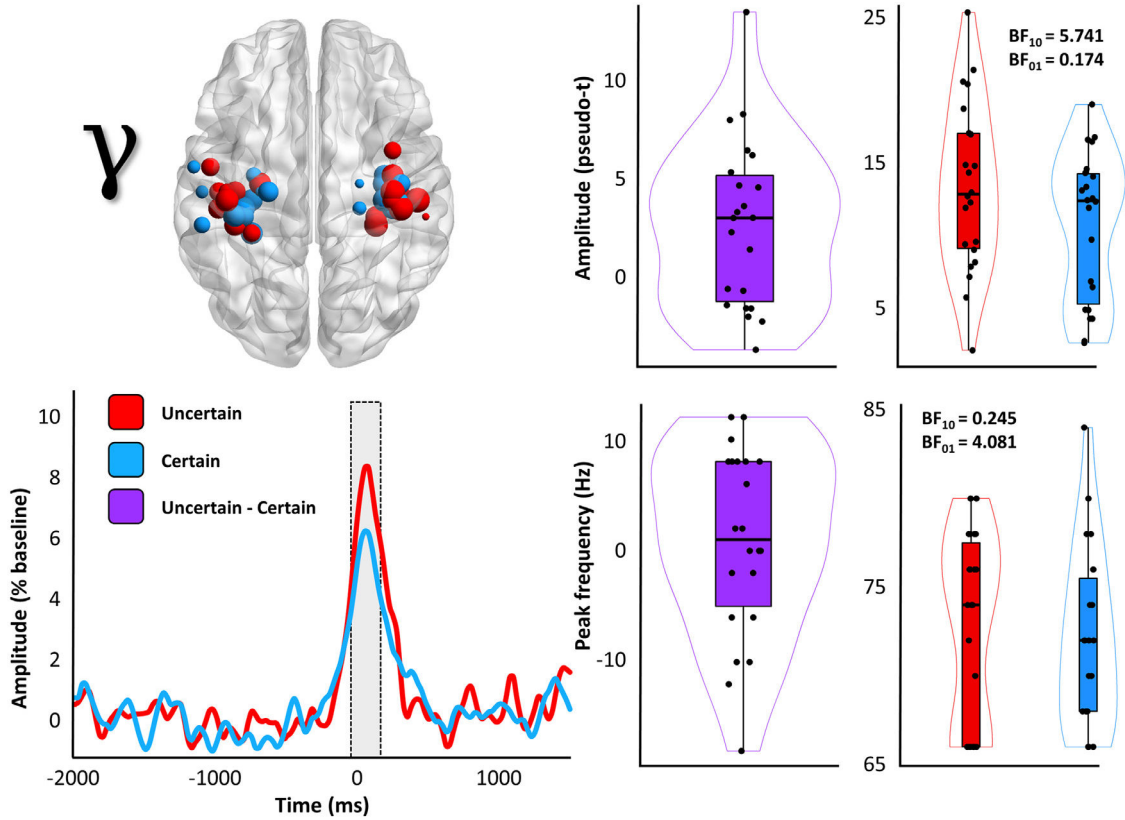 γ
10
5
0
Amplitude (pseudo-t)
25
15
5
BF10 = 5.741
BF01 = 0.174
10
8
6
4
2
0
Amplitude (% baseline)
Uncertain
Certain
Uncertain - Certain
-2000
-1000
0
1000
Time (ms)
10
0
-10
Peak frequency (Hz)
85
75
65
BF10 = 0.245
BF01 = 4.081